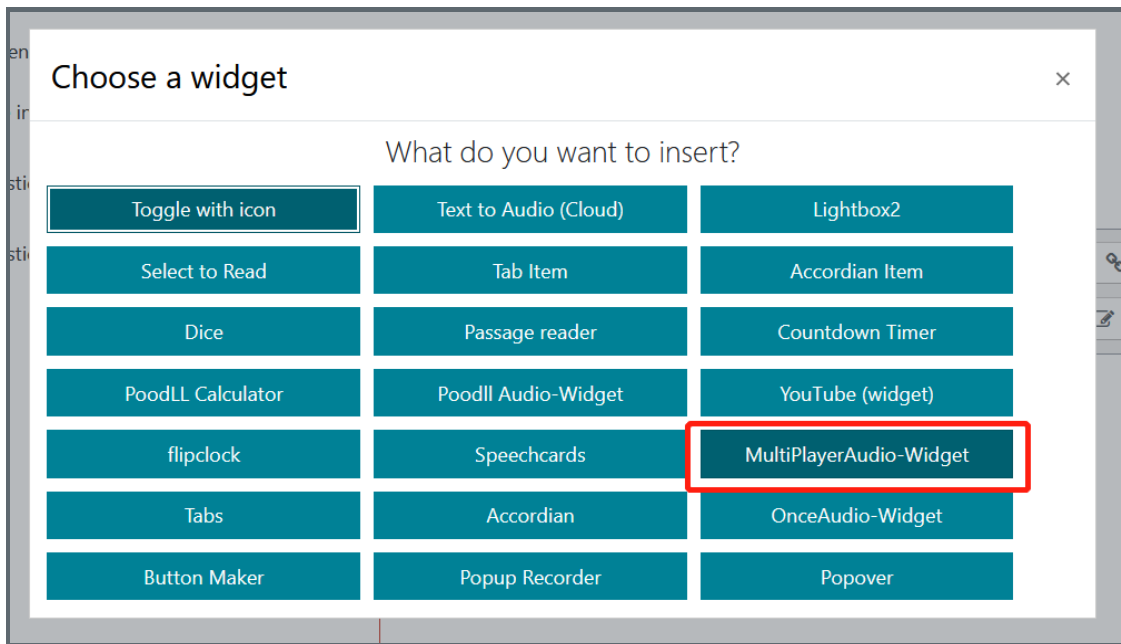 en
Choose a widget ×
in
What do you want to insert?
Toggle with icon Text to Audio (Cloud) Lightbox2
Select to Read Tab Item Accordian Item
Dice Passage reader Countdown Timer
PoodLL Calculator Poodll Audio-Widget YouTube (widget)
flipclock Speechcards MultiPlayerAudio-Widget
Tabs Accordian OnceAudio-Widget
Button Maker Popup Recorder Popover